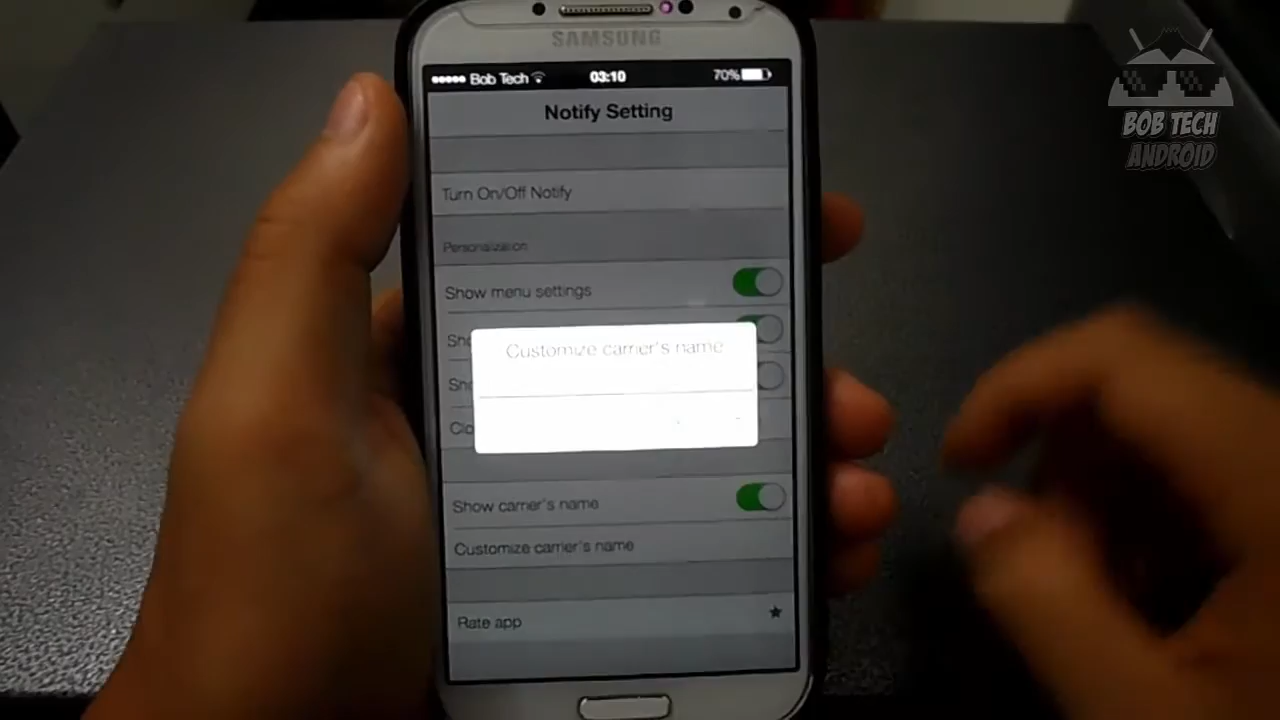 SAMSUNG
Bob Tech 03:10 70%
Notify Setting
Turn On/Off Notify
Personalization
Show menu settings
Customize carrier's name
Show carrier's name
Customize carrier's name
Rate app
BOB TECH
ANDROID